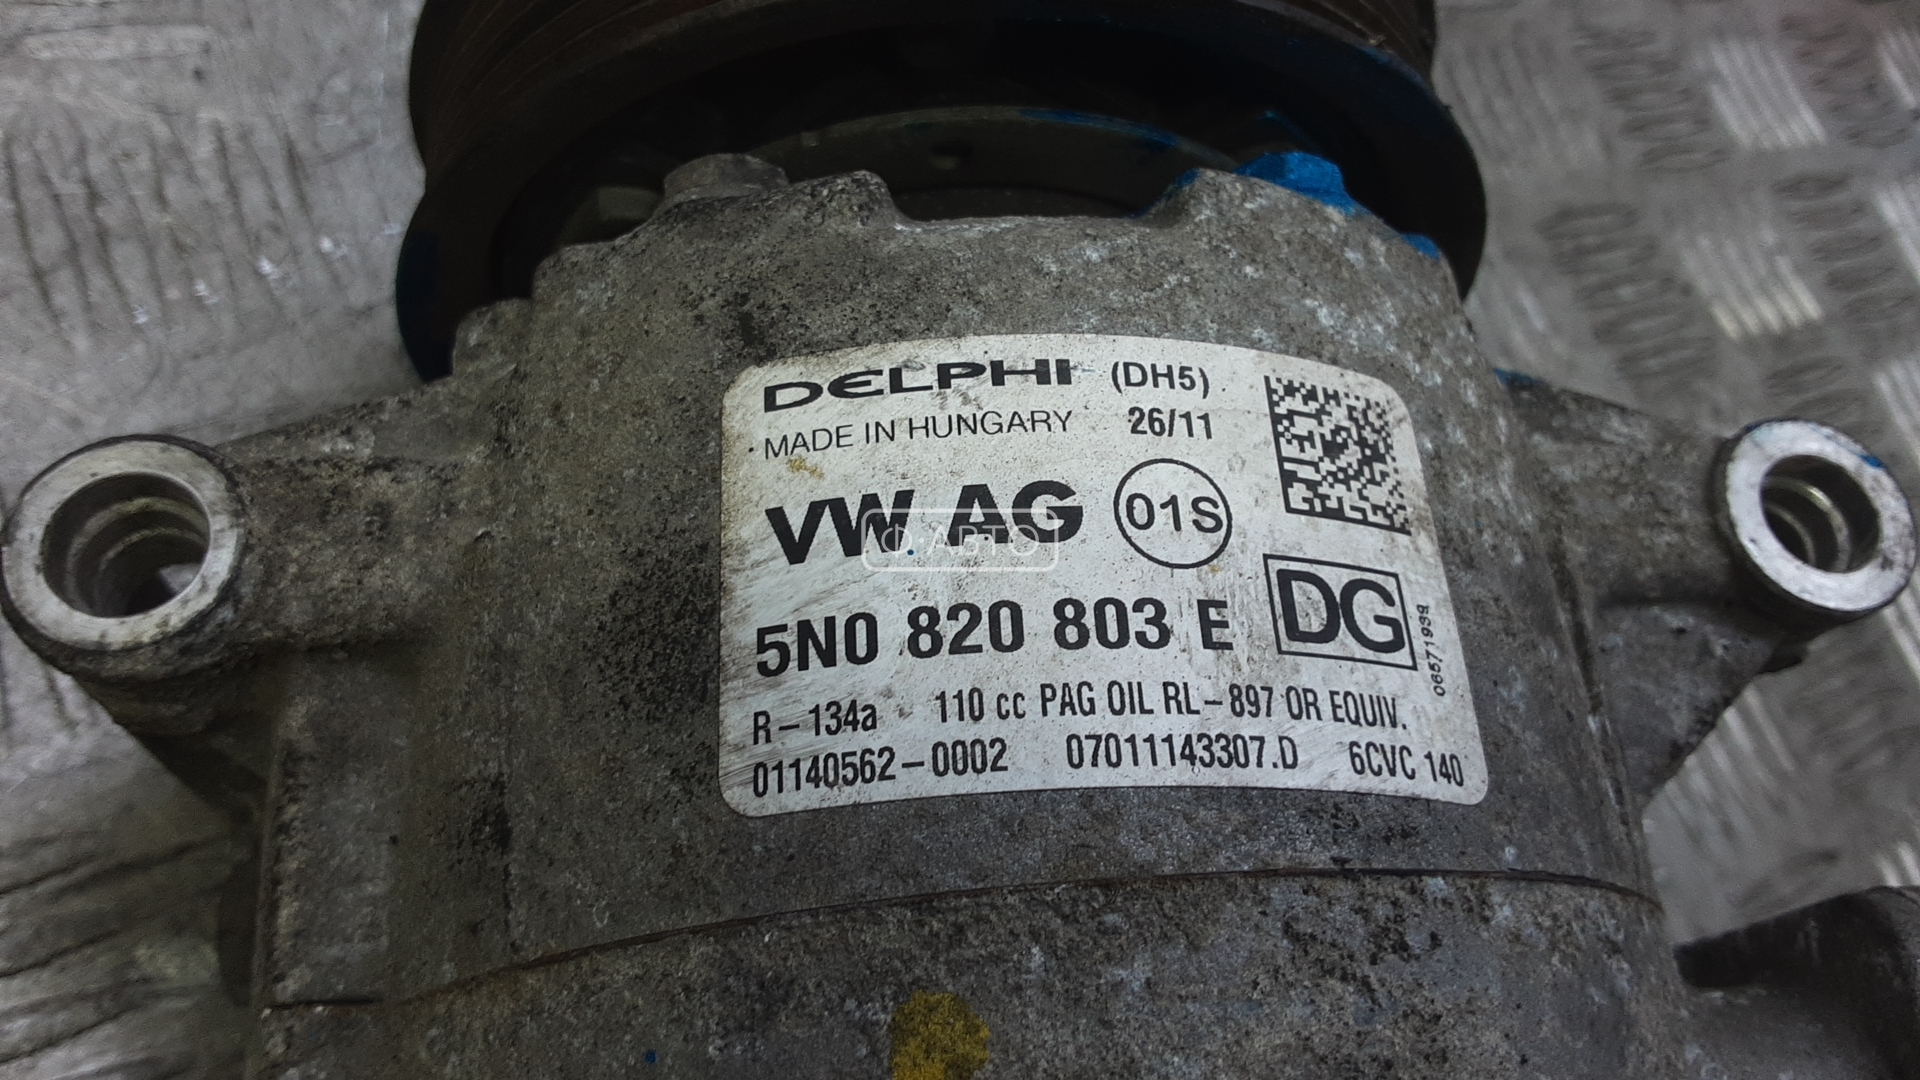 DELPHI (DH5)
MADE IN HUNGARY 26/11
VW AG 01S
Ф·АВТО
5N0 820 803 E DG
06571939
R-134a 110 cc PAG OIL RL-897 OR EQUIV.
01140562-0002 07011143307.D 6CVC 140